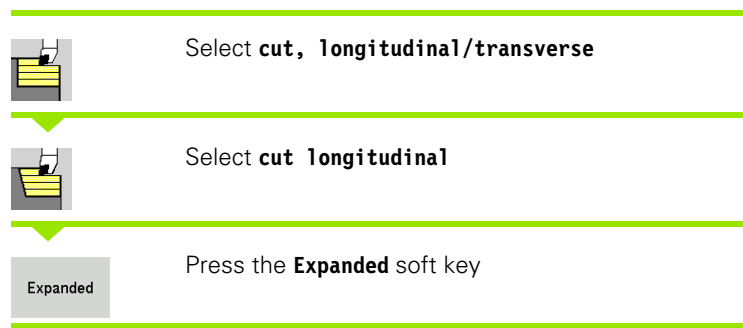 Select cut, longitudinal/transverse
Select cut longitudinal
Press the Expanded soft key
Expanded